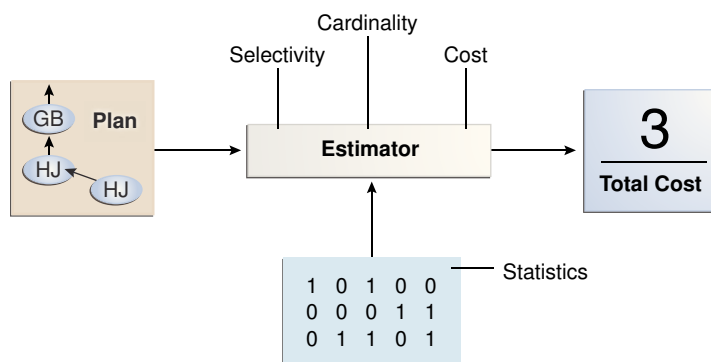 Cardinality
Selectivity
Cost
GB
Plan
HJ
HJ
Estimator
3
Total Cost
Statistics
1 0 1 0 0
0 0 0 1 1
0 1 1 0 1